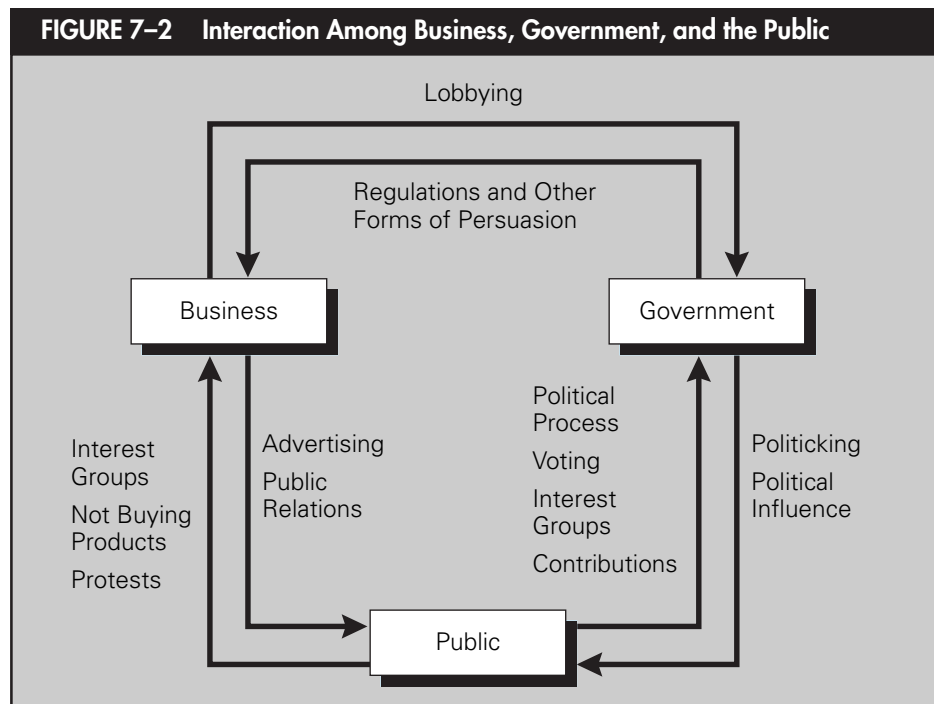 FIGURE 7–2 Interaction Among Business, Government, and the Public
Lobbying
Regulations and Other
Forms of Persuasion
Business
Government
Interest
Groups
Not Buying
Products
Protests
Advertising
Public
Relations
Political
Process
Voting
Interest
Groups
Contributions
Politicking
Political
Influence
Public